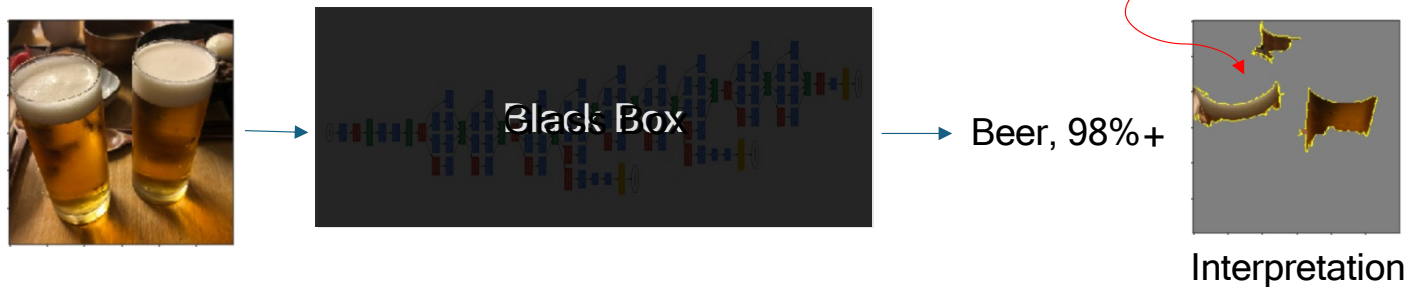 Black Box
Beer, 98% +
Interpretation